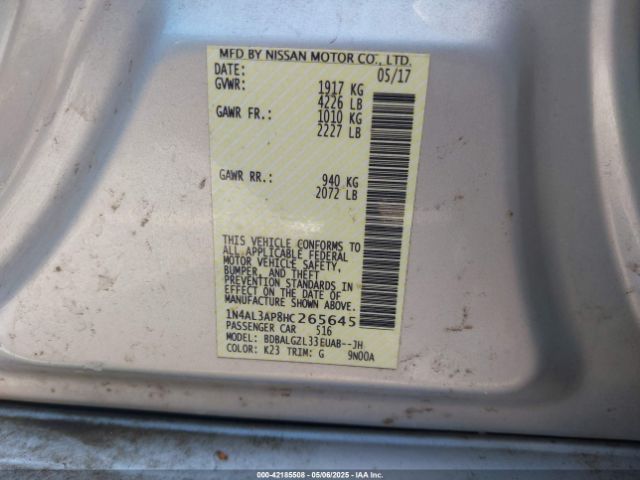 MFD BY NISSAN MOTOR CO., LTD.
DATE: 05/17
GVWR: 1917 KG
4226 LB
GAWR FR.: 1010 KG
2227 LB
GAWR RR.: 940 KG
2072 LB
THIS VEHICLE CONFORMS TO
ALL APPLICABLE FEDERAL
MOTOR VEHICLE SAFETY,
BUMPER, AND THEFT
PREVENTION STANDARDS IN
EFFECT ON THE DATE OF
MANUFACTURE SHOWN ABOVE.
1N4AL3AP8HC265645
PASSENGER CAR 516
MODEL: BDBALGZL33EUAB--JH
COLOR: K23 TRIM: G 9N00A
000-42185508 - 05/06/2025 - IAAI.COM